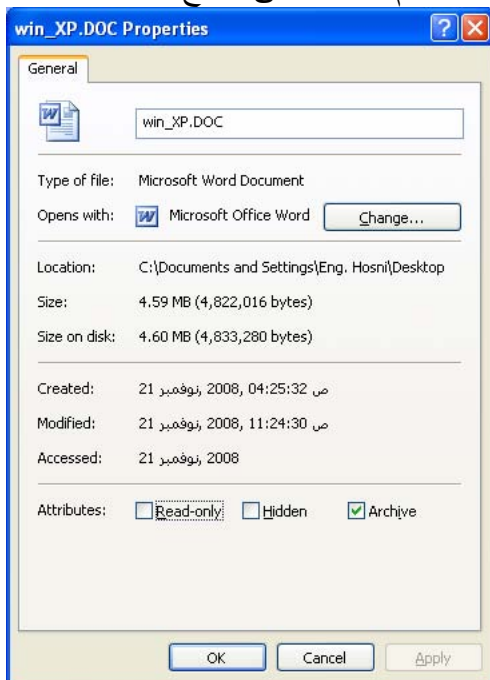 win_XP.DOC Properties
General
win_XP.DOC
Type of file: Microsoft Word Document
Opens with: Microsoft Office Word Change...
Location: C:\Documents and Settings\Eng. Hosni\Desktop
Size: 4.59 MB (4,822,016 bytes)
Size on disk: 4.60 MB (4,833,280 bytes)
Created: 21 نوفمبر, 2008, 04:25:32 ص
Modified: 21 نوفمبر, 2008, 11:24:30 ص
Accessed: 21 نوفمبر, 2008
Attributes: Read-only Hidden Archive
OK Cancel Apply